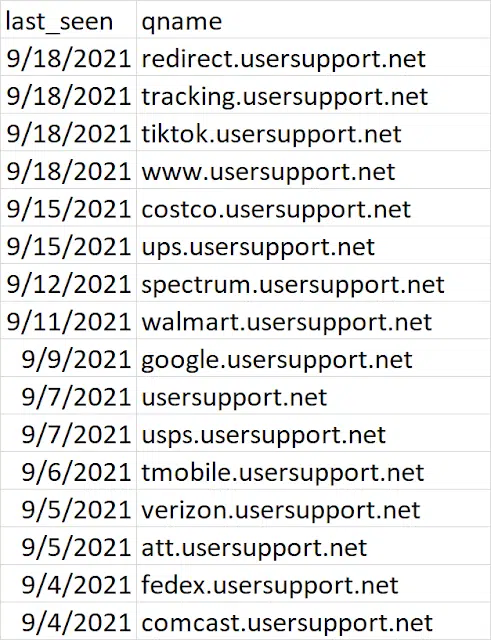 last_seen qname
9/18/2021 redirect.usersupport.net
9/18/2021 tracking.usersupport.net
9/18/2021 tiktok.usersupport.net
9/18/2021 www.usersupport.net
9/15/2021 costco.usersupport.net
9/15/2021 ups.usersupport.net
9/12/2021 spectrum.usersupport.net
9/11/2021 walmart.usersupport.net
9/9/2021 google.usersupport.net
9/7/2021 usersupport.net
9/7/2021 usps.usersupport.net
9/6/2021 tmobile.usersupport.net
9/5/2021 verizon.usersupport.net
9/5/2021 att.usersupport.net
9/4/2021 fedex.usersupport.net
9/4/2021 comcast.usersupport.net